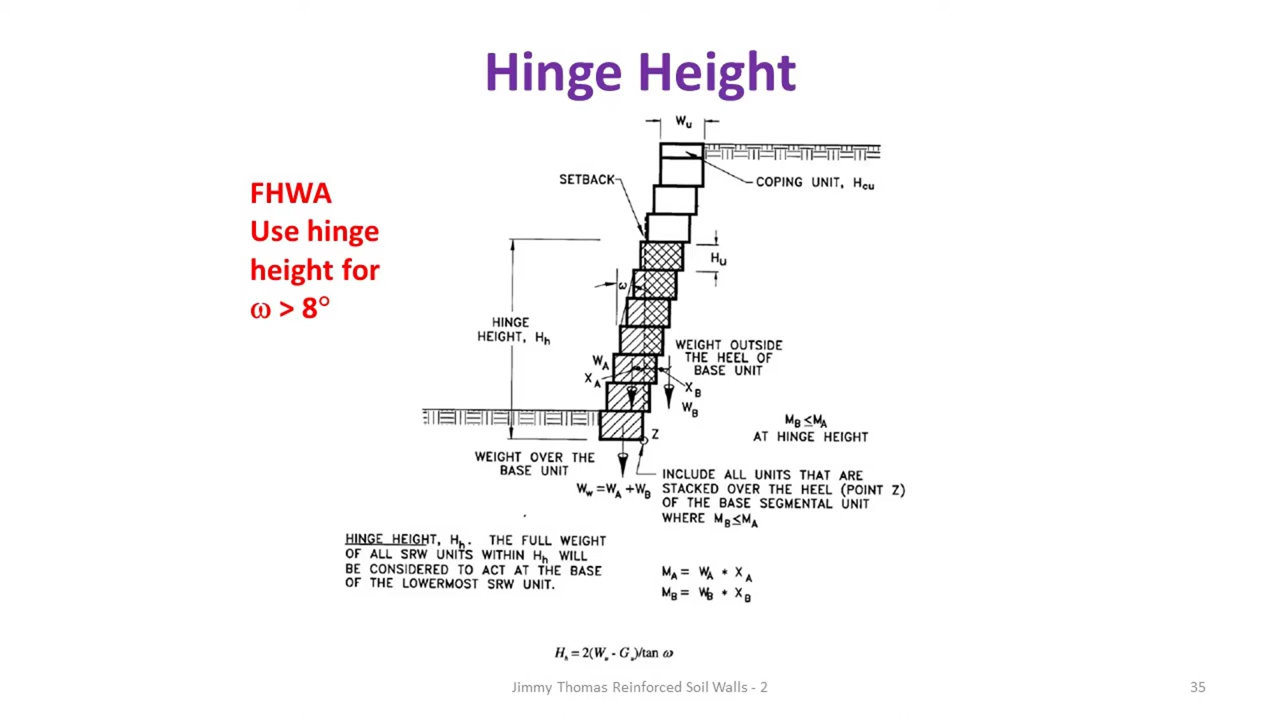 Hinge Height
FHWA
Use hinge
height for
ω > 8°
Wu
SETBACK
COPING UNIT, Hcu
Hu
ω
HINGE
HEIGHT, Hh
WEIGHT OUTSIDE
THE HEEL OF
BASE UNIT
WA
XA
XB
WB
MB≤MA
AT HINGE HEIGHT
Z
WEIGHT OVER THE
BASE UNIT
Ww=WA+WB
INCLUDE ALL UNITS THAT ARE
STACKED OVER THE HEEL (POINT Z)
OF THE BASE SEGMENTAL UNIT
WHERE MB≤MA
HINGE HEIGHT, Hh. THE FULL WEIGHT
OF ALL SRW UNITS WITHIN Hh WILL
BE CONSIDERED TO ACT AT THE BASE
OF THE LOWERMOST SRW UNIT.
MA= WA * XA
MB= WB * XB
Hh = 2(Wu - Gu)/tan ω
Jimmy Thomas Reinforced Soil Walls - 2
35